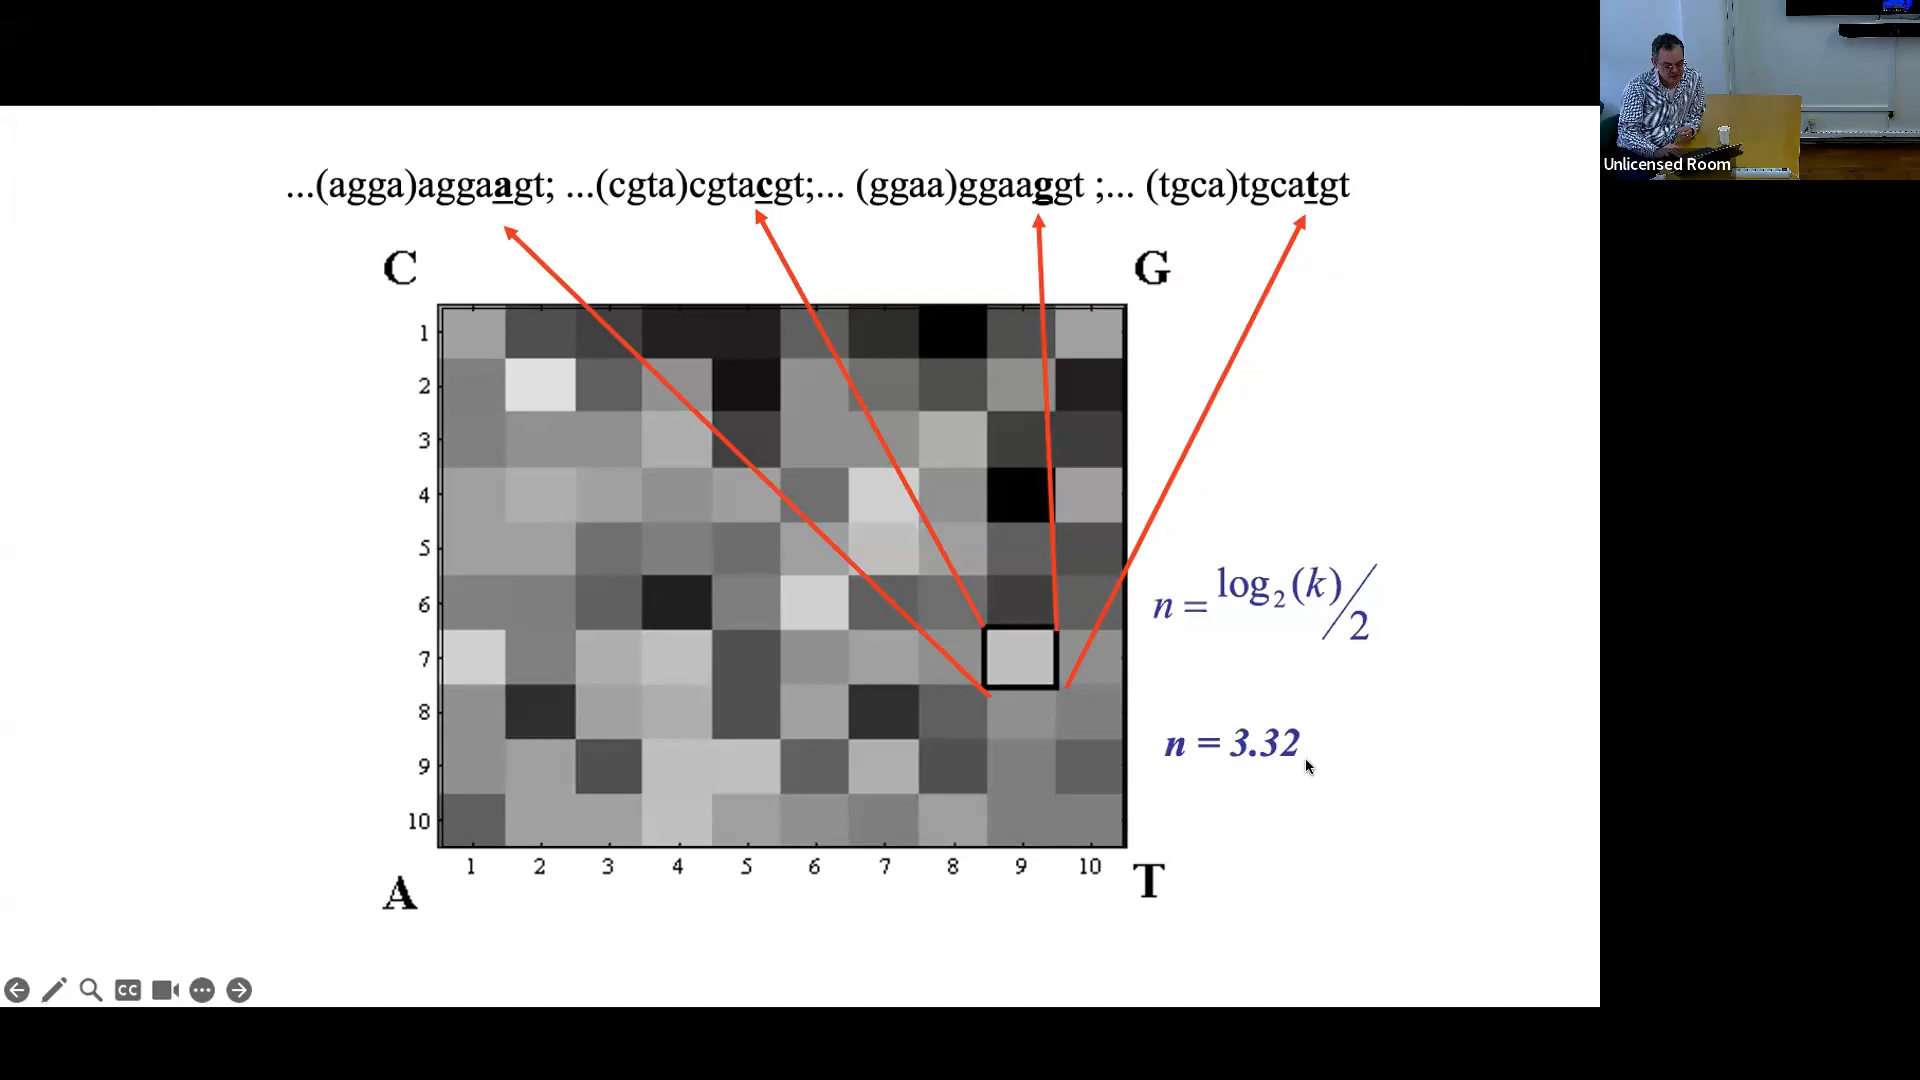 Unlicensed Room
...(agga)aggaagt; ...(cgta)cgtacgt;... (ggaa)ggaaggt ;... (tgca)tgcatgt
C
G
1
2
3
4
5
6
7
8
9
10
n = log₂(k)/2
n = 3.32
1 2 3 4 5 6 7 8 9 10
A
T
CC